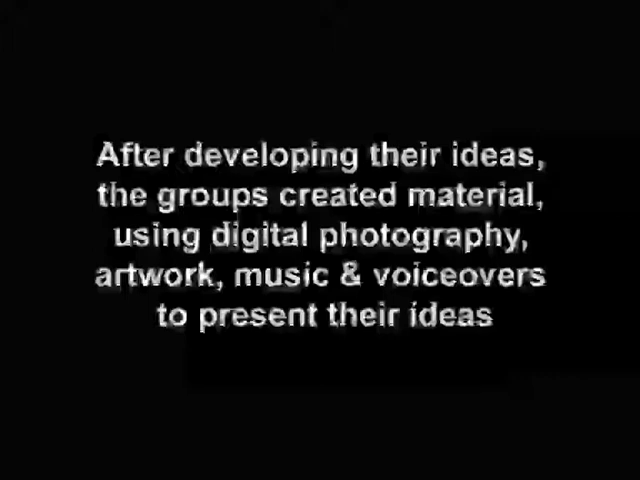 After developing their ideas,
the groups created material,
using digital photography,
artwork, music & voiceovers
to present their ideas